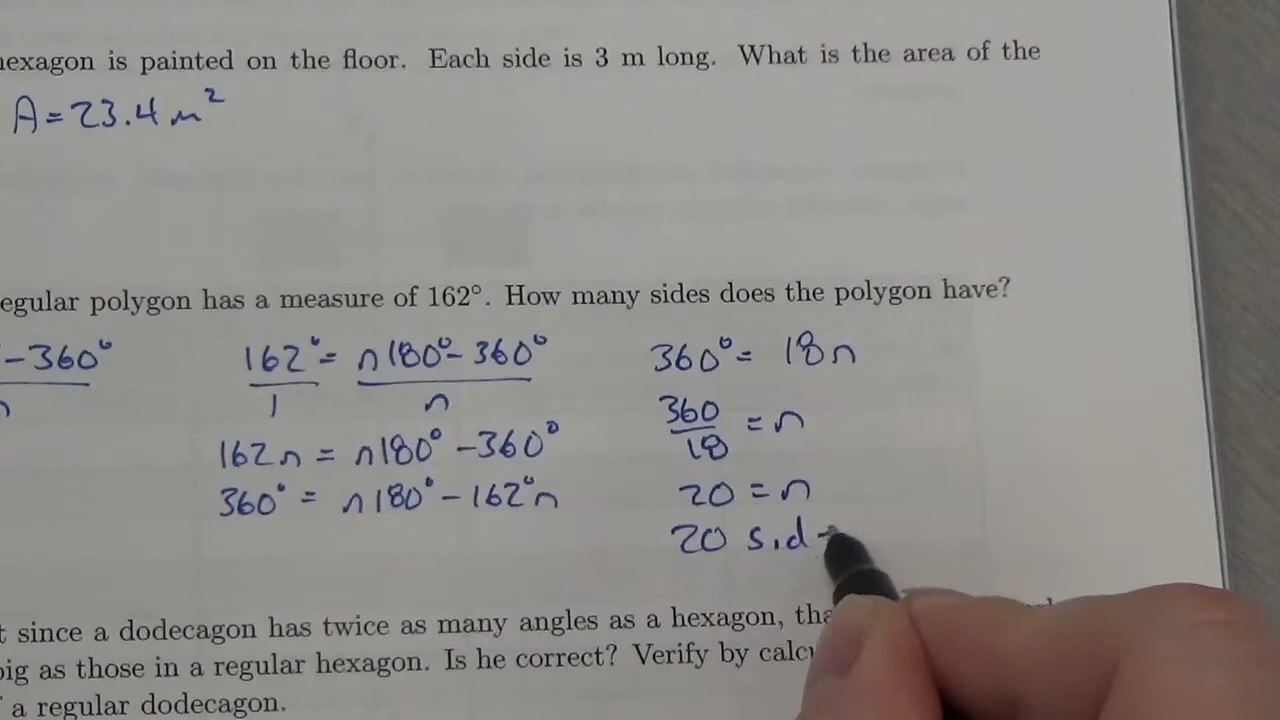 hexagon is painted on the floor. Each side is 3 m long. What is the area of the
A = 23.4 m²
egular polygon has a measure of 162°. How many sides does the polygon have?
-360°
n
162° = n180° - 360°
1 n
162n = n180° - 360°
360° = n180° - 162°n
360° = 18n
360
18
= n
20 = n
20 sid
t since a dodecagon has twice as many angles as a hexagon, tha
big as those in a regular hexagon. Is he correct? Verify by calcu
a regular dodecagon.